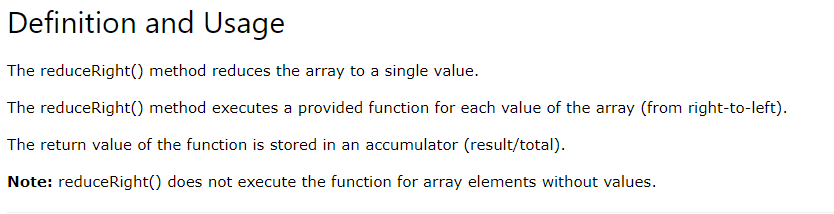 Definition and Usage
The reduceRight() method reduces the array to a single value.
The reduceRight() method executes a provided function for each value of the array (from right-to-left).
The return value of the function is stored in an accumulator (result/total).
Note: reduceRight() does not execute the function for array elements without values.